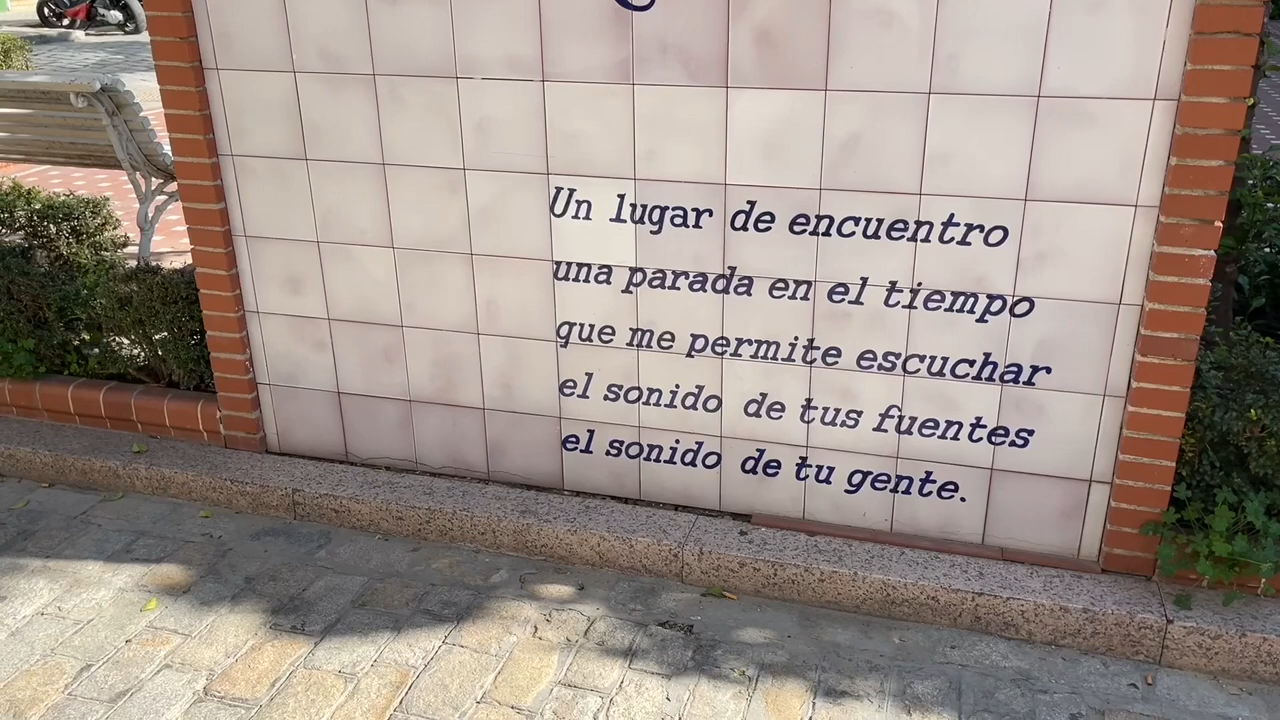 Un lugar de encuentro
una parada en el tiempo
que me permite escuchar
el sonido de tus fuentes
el sonido de tu gente.